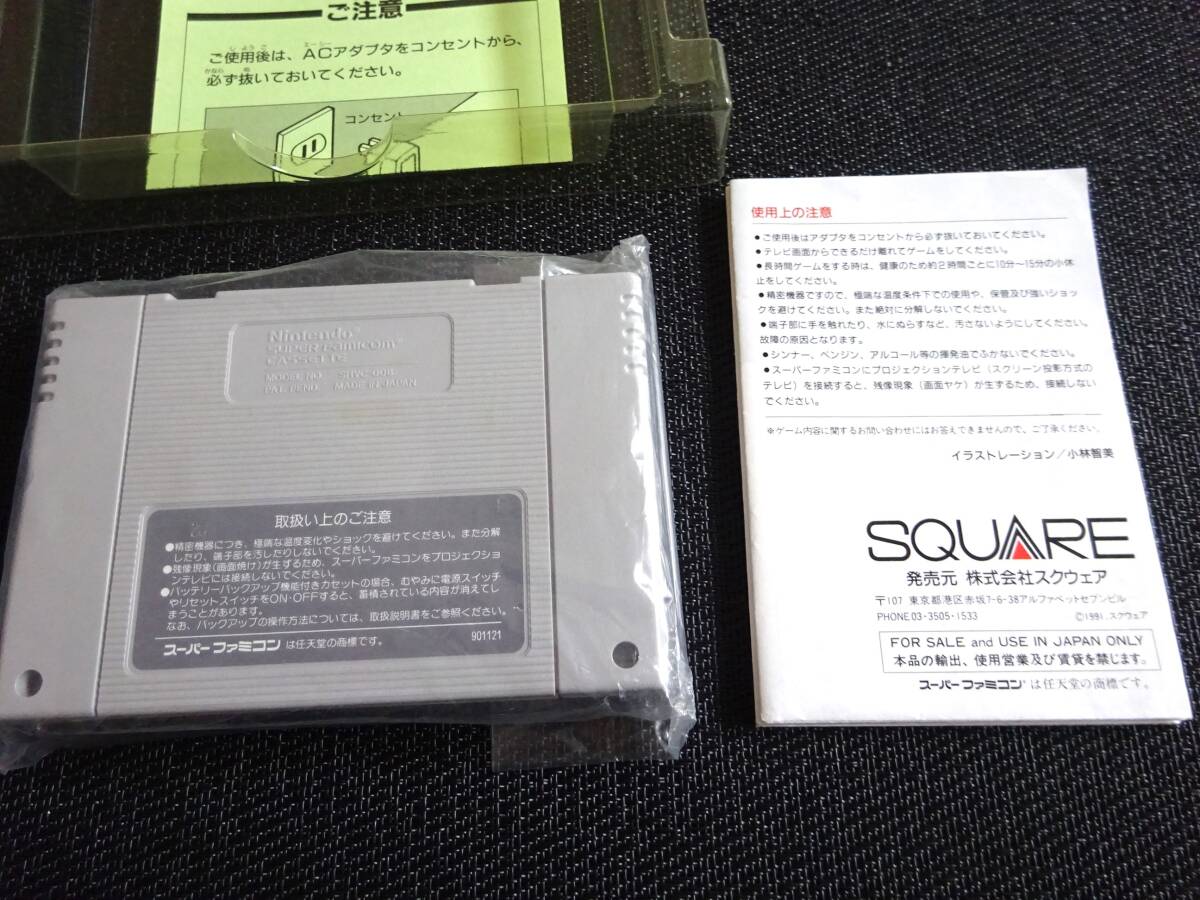 ご注意
ご使用後は、ACアダプタをコンセントから、
必ず抜いておいてください。
コンセント
Nintendo®
SUPER FAMICOM™
CASSETTE
MODEL NO. SHVC-006
PAT. PEND. MADE IN JAPAN
取扱い上のご注意
●精密機器につき、極端な温度変化やショックを避けてください。また分解
したり、端子部を汚したりしないでください。
●残像現象(画面焼け)が生ずるため、スーパーファミコンをプロジェクショ
ンテレビには接続しないでください。
●バッテリーバックアップ機能付きカセットの場合、むやみに電源スイッチ
やリセットスイッチをON・OFFすると、蓄積されている内容が消えてし
まうことがあります。
なお、バックアップの操作方法については、取扱説明書をご参照ください。
スーパーファミコンは任天堂の商標です。
901121
使用上の注意
●ご使用後はアダプタをコンセントから必ず抜いておいてください。
●テレビ画面からできるだけ離れてゲームをしてください。
●長時間ゲームをする時は、健康のため約2時間ごとに10分〜15分の小休
止をしてください。
●精密機器ですので、極端な温度条件下での使用や、保管及び強いショッ
クを避けてください。また絶対に分解しないでください。
●端子部に手を触れたり、水にぬらすなど、汚さないようにしてください。
故障の原因となります。
●シンナー、ベンジン、アルコール等の揮発油でふかないでください。
●スーパーファミコンにプロジェクションテレビ(スクリーン投影方式の
テレビ)を接続すると、残像現象(画面ヤケ)が生ずるため、接続しない
でください。
※ゲーム内容に関するお問い合わせにはお答えできませんので、ご了承ください。
イラストレーション/小林智美
SQUARE
発売元 株式会社スクウェア
〒107 東京都港区赤坂7-6-38アルファベットセブンビル
PHONE 03・3505・1533
©1991.スクウェア
FOR SALE and USE IN JAPAN ONLY
本品の輸出、使用営業及び賃貸を禁じます。
スーパーファミコン®は任天堂の商標です。